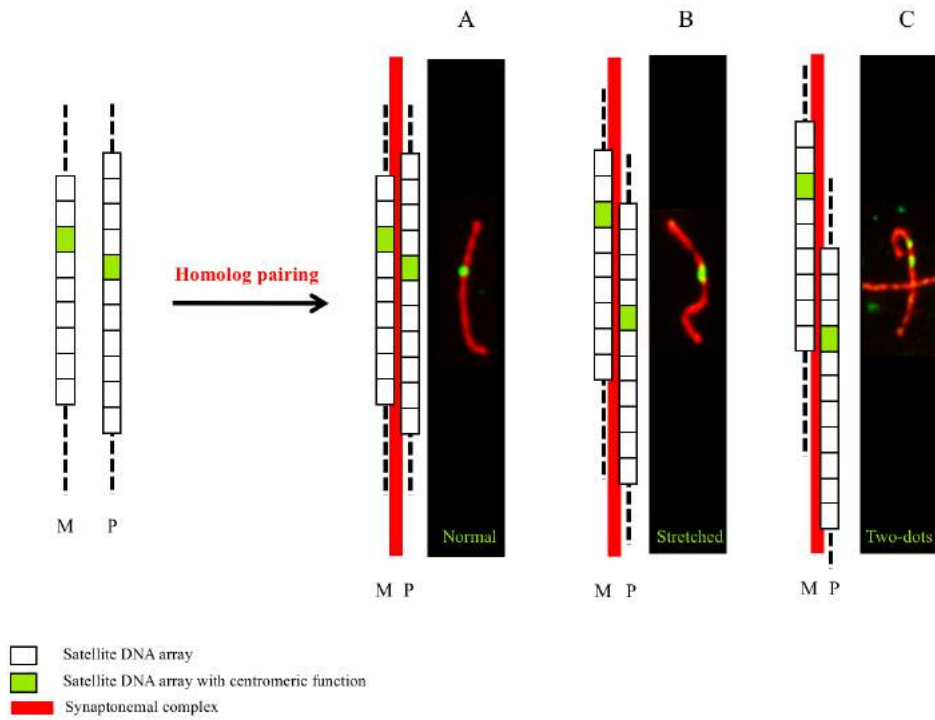 A
B
C
Homolog pairing
Normal
Stretched
Two-dots
M
P
M P
M P
M P
Satellite DNA array
Satellite DNA array with centromeric function
Synaptonemal complex